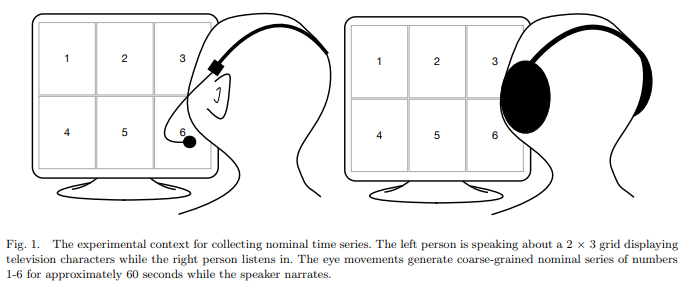 1 2 3
4 5 6
1 2 3
4 5 6
Fig. 1. The experimental context for collecting nominal time series. The left person is speaking about a 2 × 3 grid displaying
television characters while the right person listens in. The eye movements generate coarse-grained nominal series of numbers
1-6 for approximately 60 seconds while the speaker narrates.